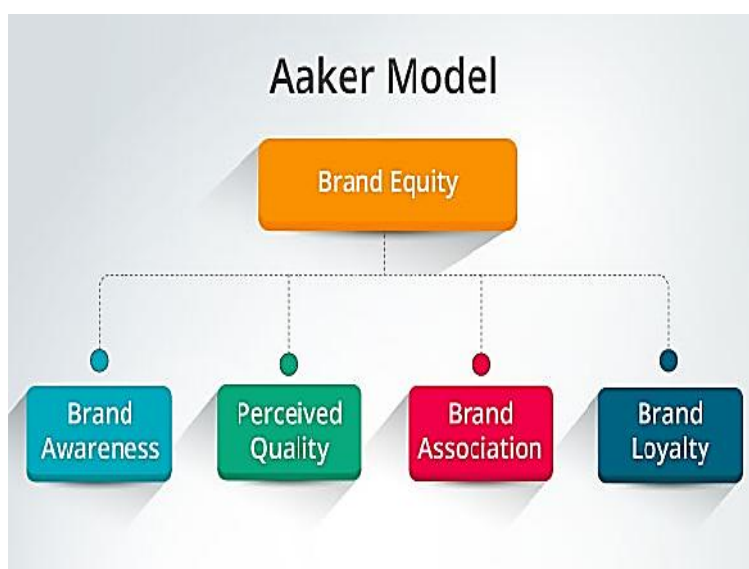 Aaker Model
Brand Equity
Brand
Awareness
Perceived
Quality
Brand
Association
Brand
Loyalty